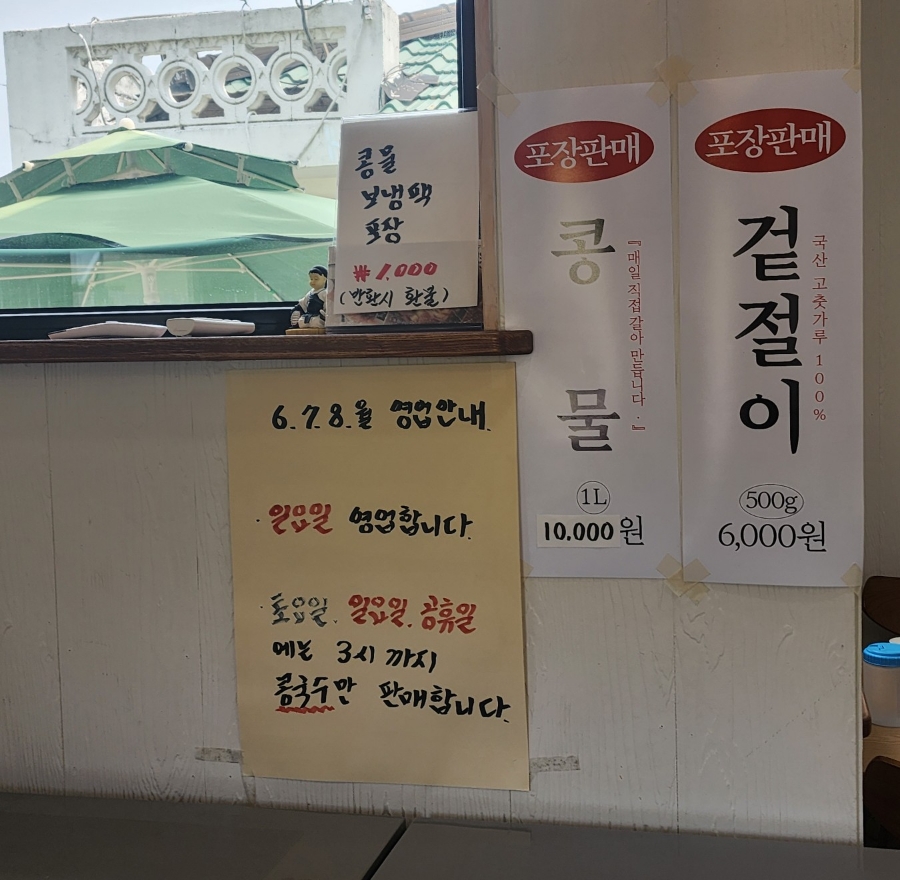 콩물
보냉팩
포장
₩ 1.000
(반환시 환불)
6. 7. 8. 월 영업안내.
· 일요일 영업합니다.
· 토요일. 일요일. 공휴일
에는 3시 까지
콩국수만 판매합니다.
포장판매
콩물
『매일 직접 갈아 만듭니다.』
1L
10.000원
포장판매
겉절이
국산 고춧가루 100%
500g
6,000원